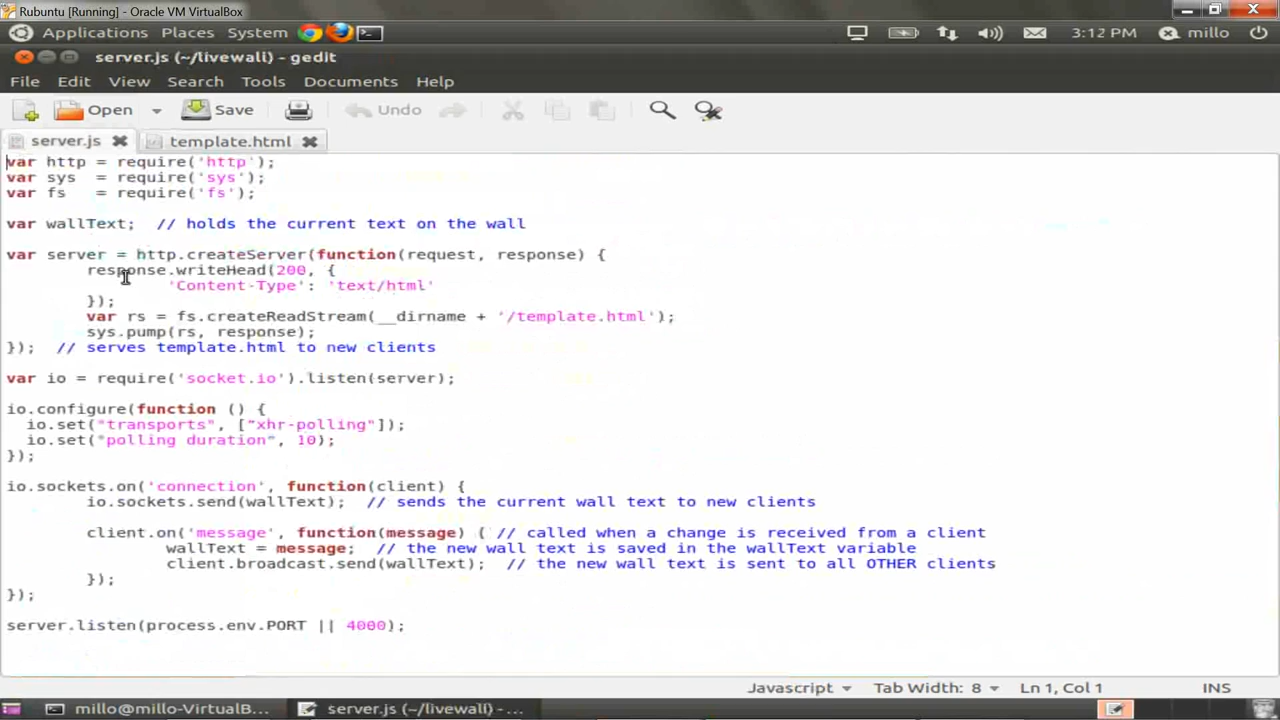 Rubuntu [Running] - Oracle VM VirtualBox
Applications Places System 3:12 PM millo
server.js (~/livewall) - gedit
File Edit View Search Tools Documents Help
Open Save Undo
server.js template.html
var http = require('http');
var sys  = require('sys');
var fs   = require('fs');
var wallText;  // holds the current text on the wall
var server = http.createServer(function(request, response) {
        response.writeHead(200, {
                'Content-Type': 'text/html'
        });
        var rs = fs.createReadStream(__dirname + '/template.html');
        sys.pump(rs, response);
});  // serves template.html to new clients
var io = require('socket.io').listen(server);
io.configure(function () {
  io.set("transports", ["xhr-polling"]);
  io.set("polling duration", 10);
});
io.sockets.on('connection', function(client) {
        io.sockets.send(wallText);  // sends the current wall text to new clients
        client.on('message', function(message) { // called when a change is received from a client
                wallText = message;  // the new wall text is saved in the wallText variable
                client.broadcast.send(wallText);  // the new wall text is sent to all OTHER clients
        });
});
server.listen(process.env.PORT || 4000);
Javascript Tab Width: 8 Ln 1, Col 1 INS
millo@millo-VirtualB... server.js (~/livewall) - ...